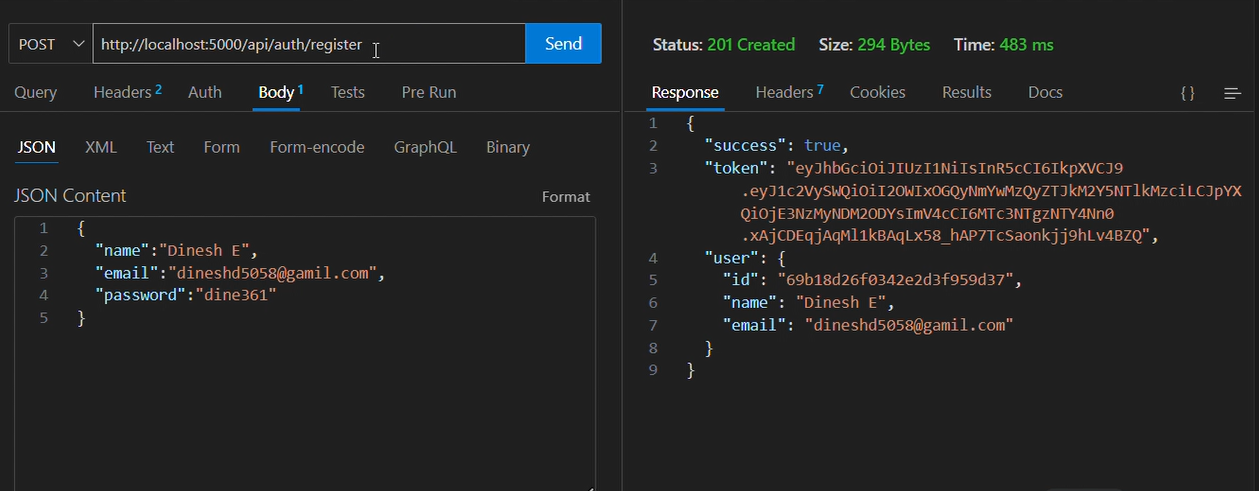 POST http://localhost:5000/api/auth/register Send
Query Headers 2 Auth Body 1 Tests Pre Run
JSON XML Text Form Form-encode GraphQL Binary
JSON Content Format
1 {
2 "name":"Dinesh E",
3 "email":"dineshd5058@gamil.com",
4 "password":"dine361"
5 }
Status: 201 Created Size: 294 Bytes Time: 483 ms
Response Headers 7 Cookies Results Docs {}
1 {
2 "success": true,
3 "token": "eyJhbGciOiJIUzI1NiIsInR5cCI6IkpXVCJ9
.eyJ1c2VySWQiOiI2OWIxOGQyNmYwMzQyZTJkM2Y5NTlkMzciLCJpYX
QiOjE3NzMyNDM2ODYsImV4cCI6MTc3NTgzNTY4Nn0
.xAjCDEqjAqMl1kBAqLx58_hAP7TcSaonkjj9hLv4BZQ",
4 "user": {
5 "id": "69b18d26f0342e2d3f959d37",
6 "name": "Dinesh E",
7 "email": "dineshd5058@gamil.com"
8 }
9 }